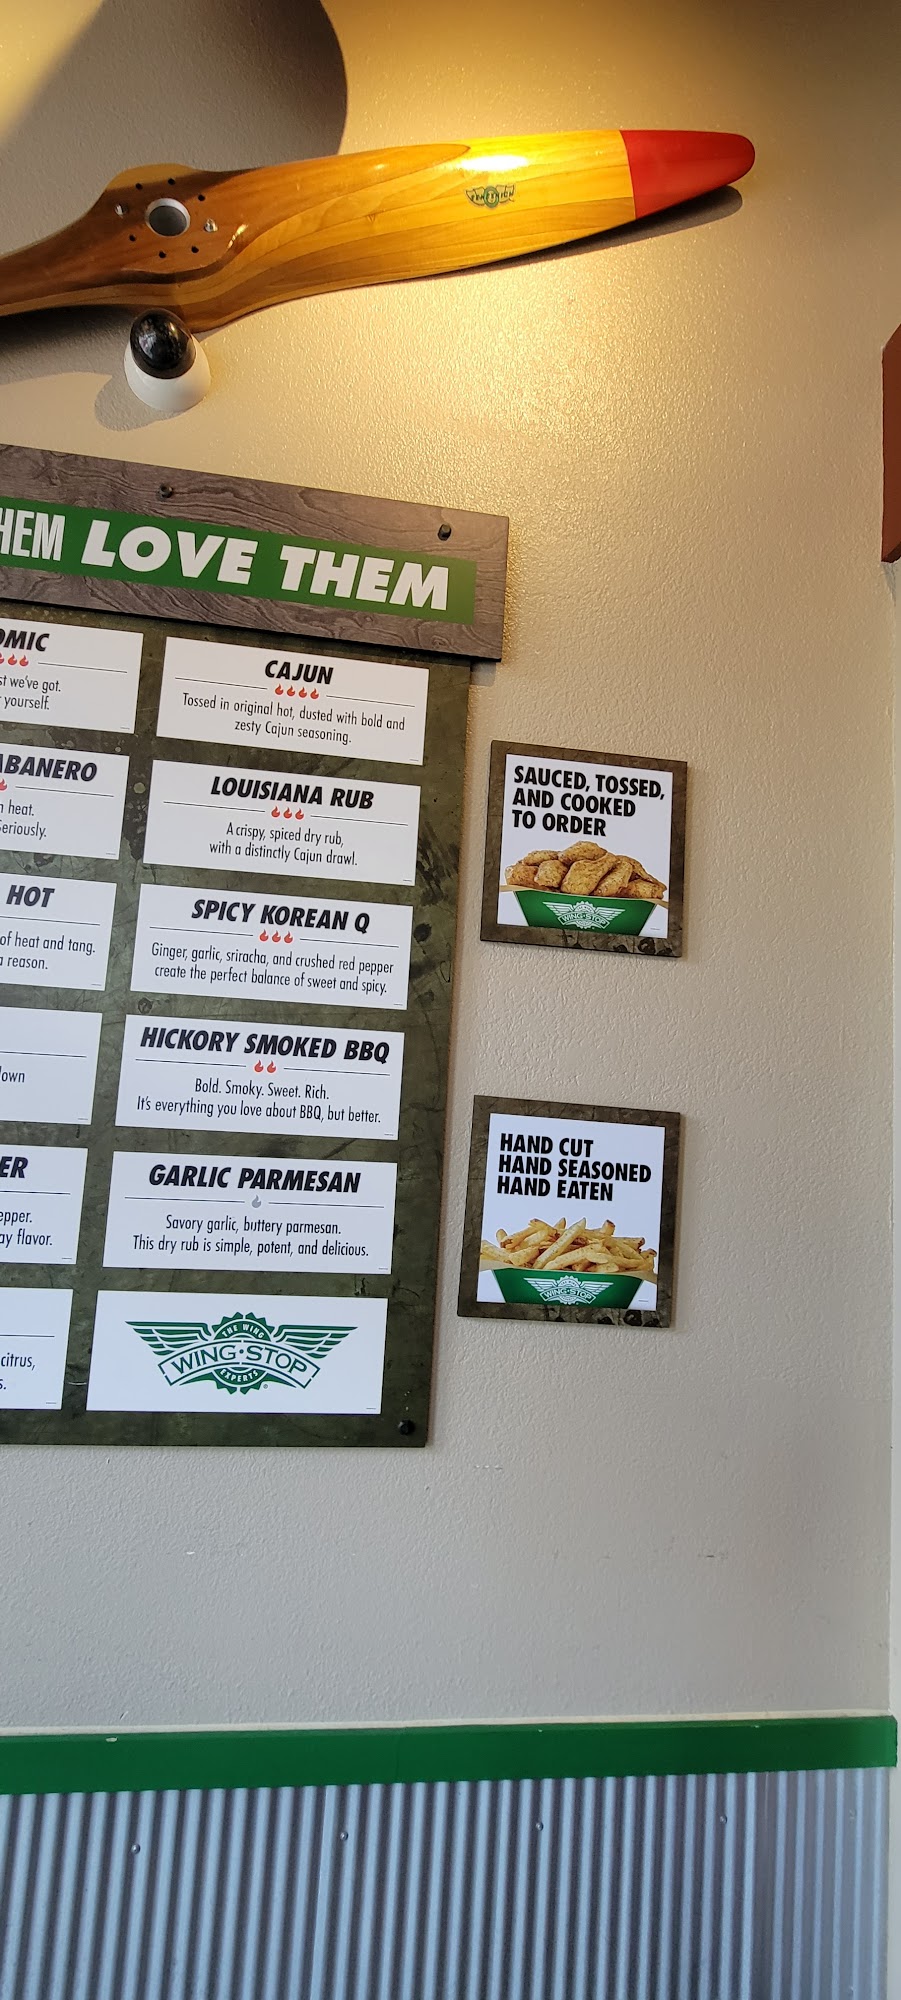 HEM LOVE THEM
OMIC
st we've got.
yourself.
ABANERO
heat.
Seriously.
HOT
of heat and tang.
a reason.
down
ER
epper.
ay flavor.
citrus,
s.
CAJUN
Tossed in original hot, dusted with bold and
zesty Cajun seasoning.
LOUISIANA RUB
A crispy, spiced dry rub,
with a distinctly Cajun drawl.
SPICY KOREAN Q
Ginger, garlic, sriracha, and crushed red pepper
create the perfect balance of sweet and spicy.
HICKORY SMOKED BBQ
Bold. Smoky. Sweet. Rich.
It's everything you love about BBQ, but better.
GARLIC PARMESAN
Savory garlic, buttery parmesan.
This dry rub is simple, potent, and delicious.
THE WING
WING·STOP
EXPERTS
SAUCED, TOSSED,
AND COOKED
TO ORDER
WING·STOP
HAND CUT
HAND SEASONED
HAND EATEN
WING·STOP